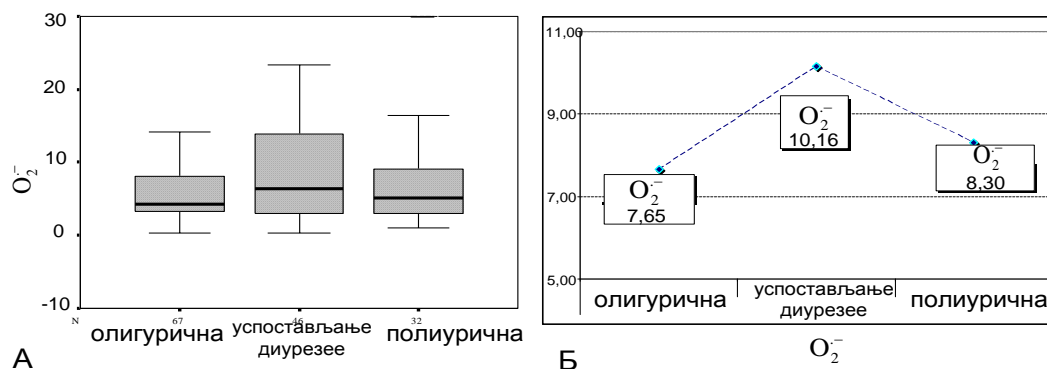 30
20
10
0
-10
O₂·−
N
67
46
32
олигурична
успостављање
диурезее
полиурична
А
11,00
9,00
7,00
5,00
O₂·−
7,65
O₂·−
10,16
O₂·−
8,30
олигурична
успостављање
диурезее
полиурична
O₂·−
Б